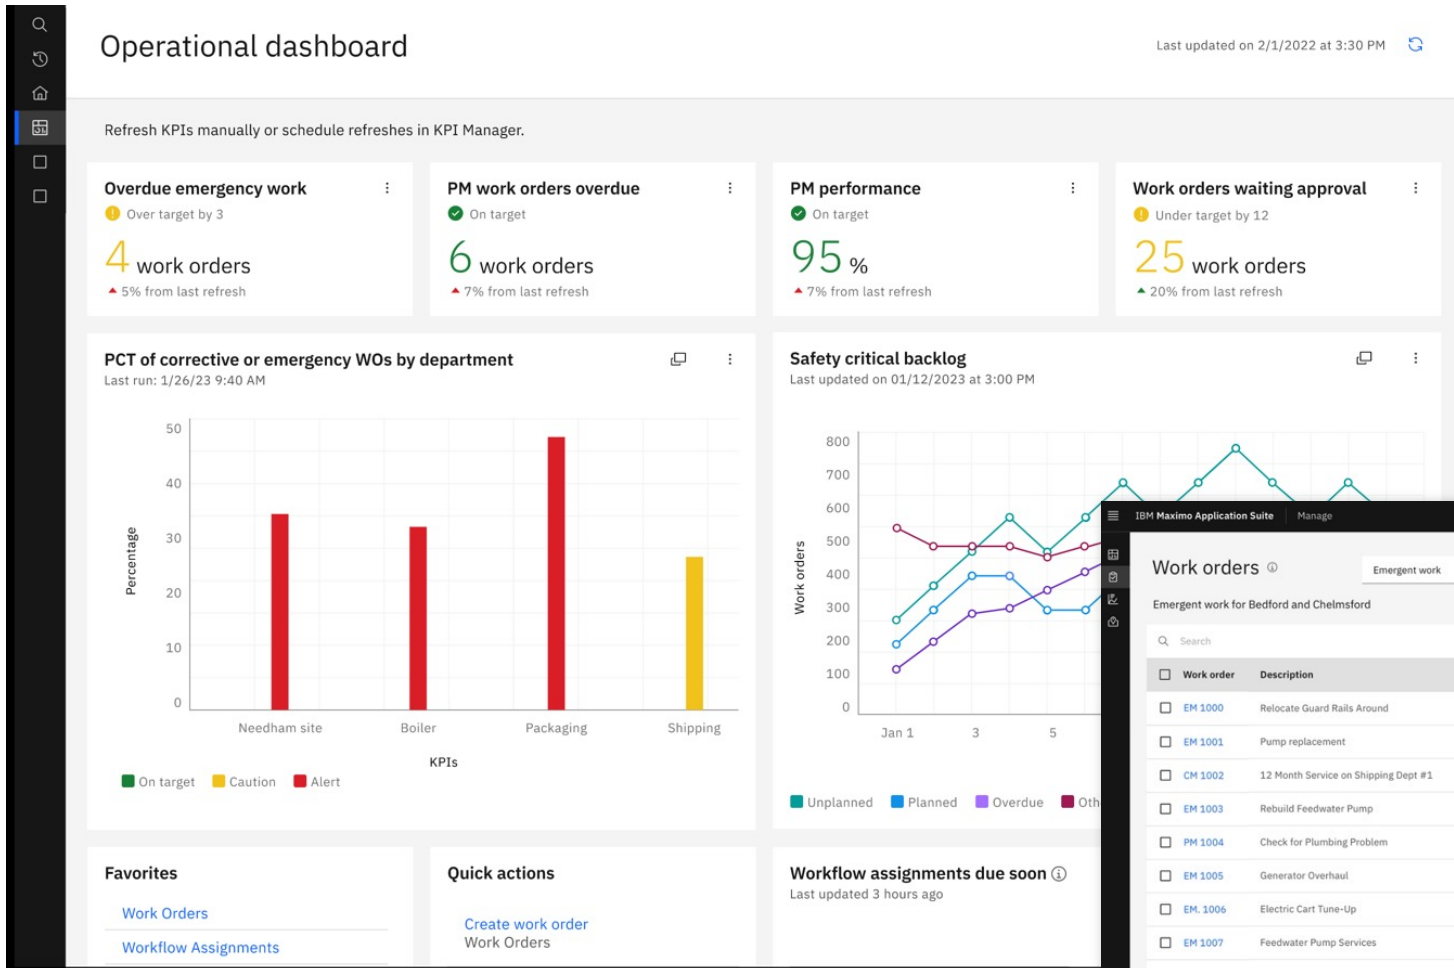 Operational dashboard
Last updated on 2/1/2022 at 3:30 PM
Refresh KPIs manually or schedule refreshes in KPI Manager.
Overdue emergency work
Over target by 3
4 work orders
5% from last refresh
PM work orders overdue
On target
6 work orders
7% from last refresh
PM performance
On target
95 %
7% from last refresh
Work orders waiting approval
Under target by 12
25 work orders
20% from last refresh
PCT of corrective or emergency WOs by department
Last run: 1/26/23 9:40 AM
50
40
30
20
10
0
Percentage
Needham site Boiler Packaging Shipping
KPIs
On target Caution Alert
Safety critical backlog
Last updated on 01/12/2023 at 3:00 PM
800
700
600
500
400
300
200
100
0
Work orders
Jan 1 3 5
Unplanned Planned Overdue Oth
Favorites
Work Orders
Workflow Assignments
Quick actions
Create work order
Work Orders
Workflow assignments due soon
Last updated 3 hours ago
IBM Maximo Application Suite Manage
Work orders
Emergent work
Emergent work for Bedford and Chelmsford
Search
Work order Description
EM 1000 Relocate Guard Rails Around
EM 1001 Pump replacement
CM 1002 12 Month Service on Shipping Dept #1
EM 1003 Rebuild Feedwater Pump
PM 1004 Check for Plumbing Problem
EM 1005 Generator Overhaul
EM. 1006 Electric Cart Tune-Up
EM 1007 Feedwater Pump Services